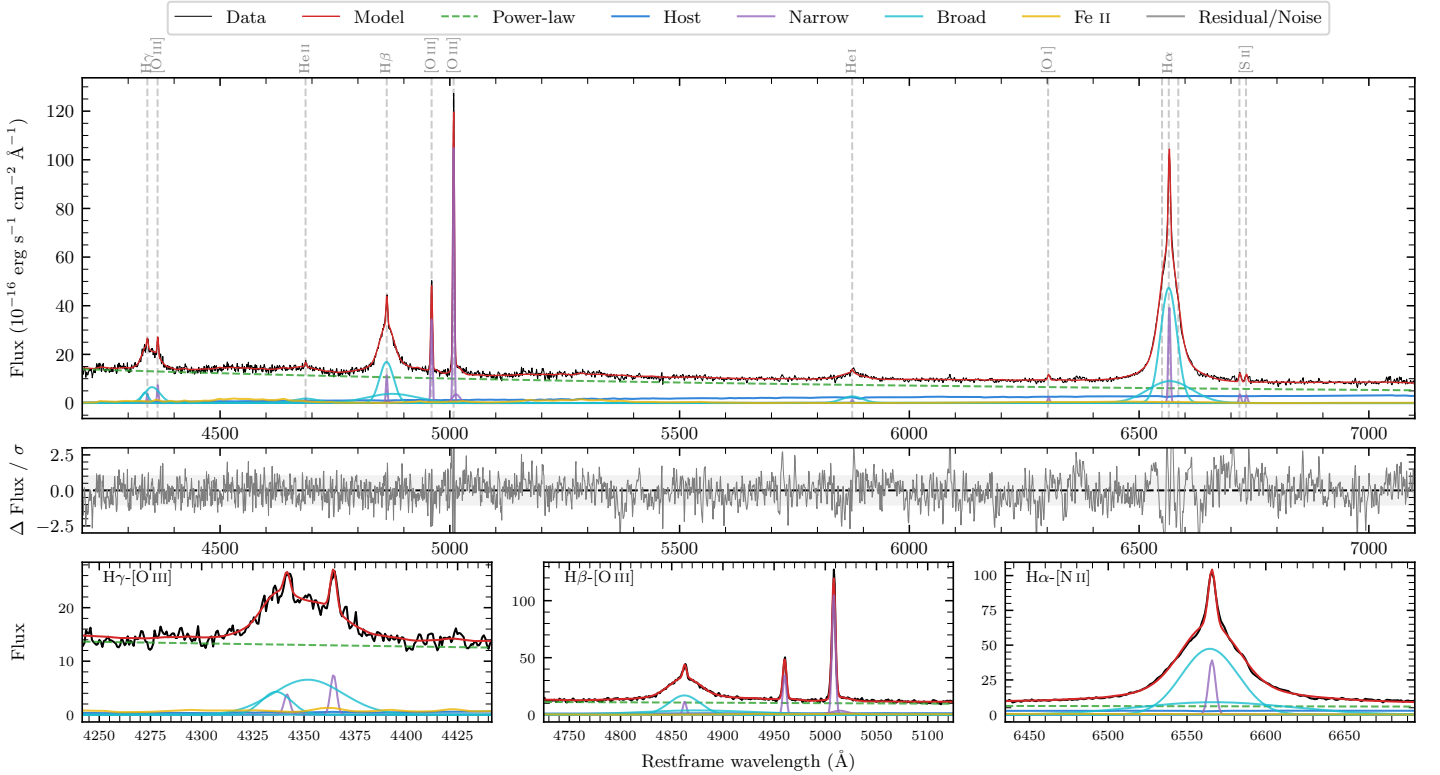 Data Model Power-law Host Narrow Broad Fe II Residual/Noise
Hγ [O III] He II Hβ [O III] [O III] He I [O I] Hα [S II]
Flux (10⁻¹⁶ erg s⁻¹ cm⁻² Å⁻¹)
120
100
80
60
40
20
0
4500 5000 5500 6000 6500 7000
Δ Flux / σ
2.5
0.0
−2.5
4500 5000 5500 6000 6500 7000
Flux
Hγ-[O III]
20
10
0
4250 4275 4300 4325 4350 4375 4400 4425
Hβ-[O III]
100
50
0
4750 4800 4850 4900 4950 5000 5050 5100
Hα-[N II]
100
75
50
25
0
6450 6500 6550 6600 6650
Restframe wavelength (Å)